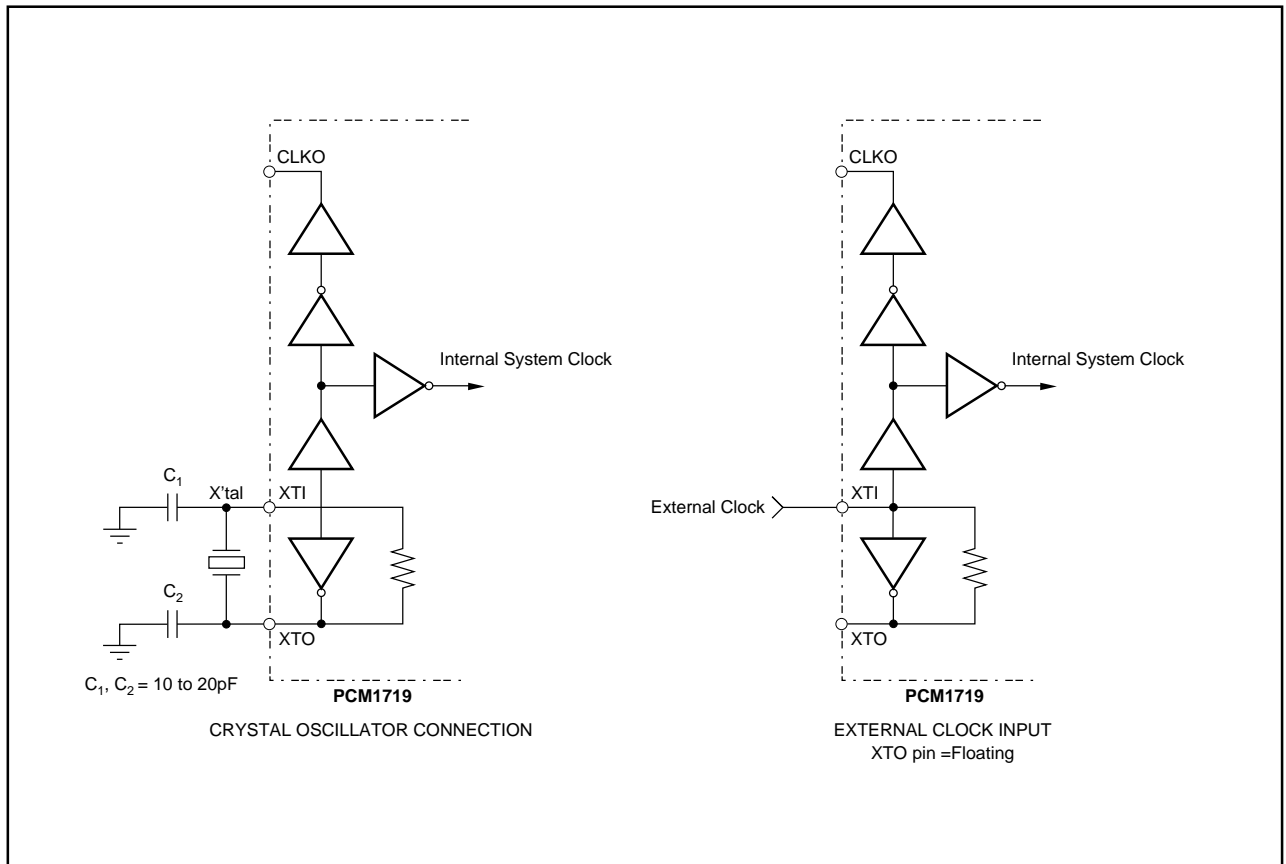 CLKO
Internal System Clock
C₁
X'tal
XTI
C₂
XTO
C₁, C₂ = 10 to 20pF
PCM1719
CRYSTAL OSCILLATOR CONNECTION
CLKO
Internal System Clock
XTI
External Clock
XTO
PCM1719
EXTERNAL CLOCK INPUT
XTO pin =Floating